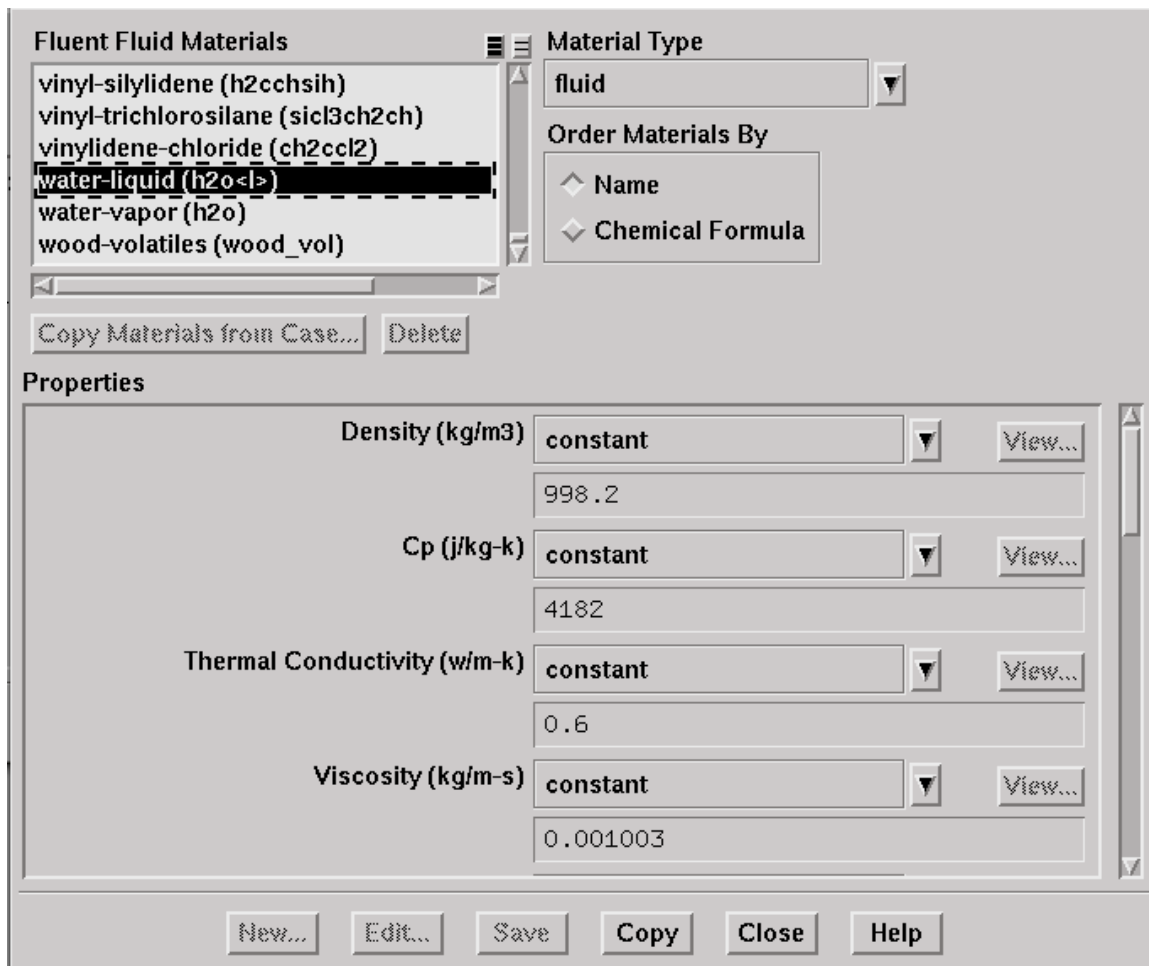 Fluent Fluid Materials
vinyl-silylidene (h2cchsih)
vinyl-trichlorosilane (sicl3ch2ch)
vinylidene-chloride (ch2ccl2)
water-liquid (h2o<l>)
water-vapor (h2o)
wood-volatiles (wood_vol)
Material Type
fluid
Order Materials By
Name
Chemical Formula
Copy Materials from Case... Delete
Properties
Density (kg/m3) constant View...
998.2
Cp (j/kg-k) constant View...
4182
Thermal Conductivity (w/m-k) constant View...
0.6
Viscosity (kg/m-s) constant View...
0.001003
New... Edit... Save Copy Close Help